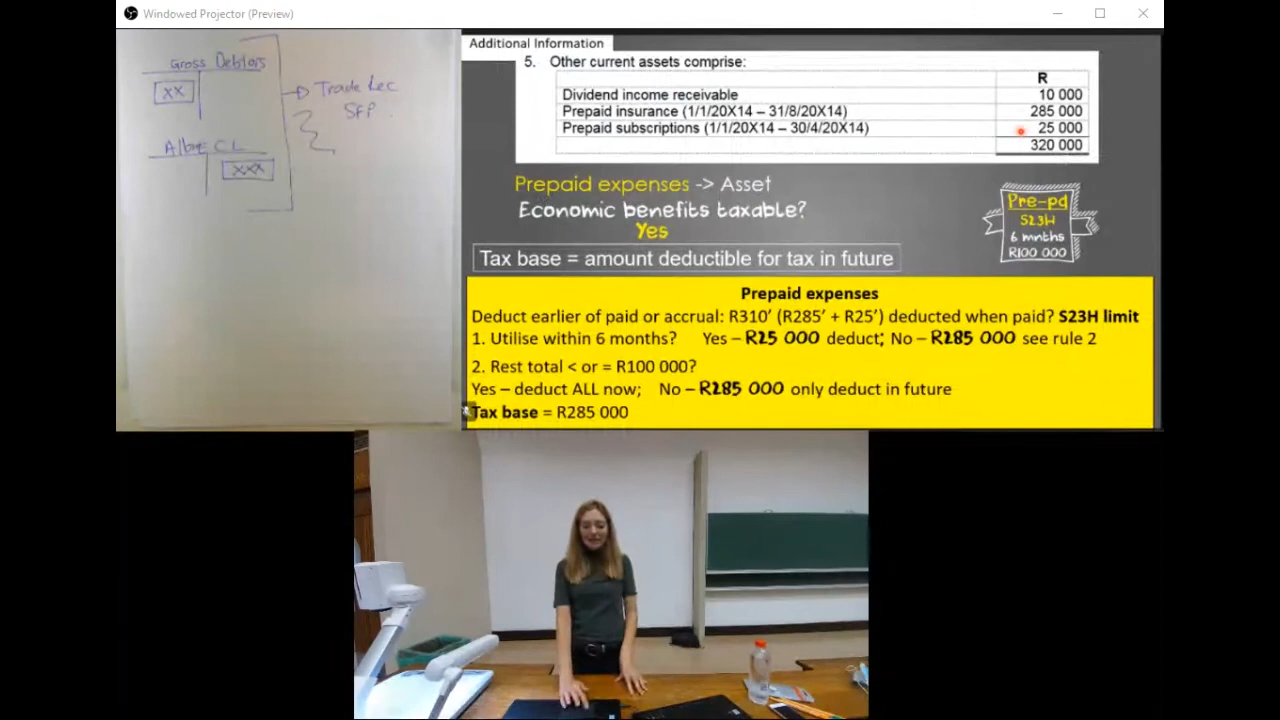 Windowed Projector (Preview)
Gross Debtors
XX
Trade Rec
SFP
Allow CL
XXX
Additional Information
5. Other current assets comprise:
R
Dividend income receivable 10 000
Prepaid insurance (1/1/20X14 – 31/8/20X14) 285 000
Prepaid subscriptions (1/1/20X14 – 30/4/20X14) 25 000
320 000
Prepaid expenses -> Asset
Economic benefits taxable?
Yes
Tax base = amount deductible for tax in future
Pre-pd
S23H
6 mnths
R100 000
Prepaid expenses
Deduct earlier of paid or accrual: R310’ (R285’ + R25’) deducted when paid? S23H limit
1. Utilise within 6 months? Yes – R25 000 deduct; No – R285 000 see rule 2
2. Rest total < or = R100 000?
Yes – deduct ALL now; No – R285 000 only deduct in future
Tax base = R285 000